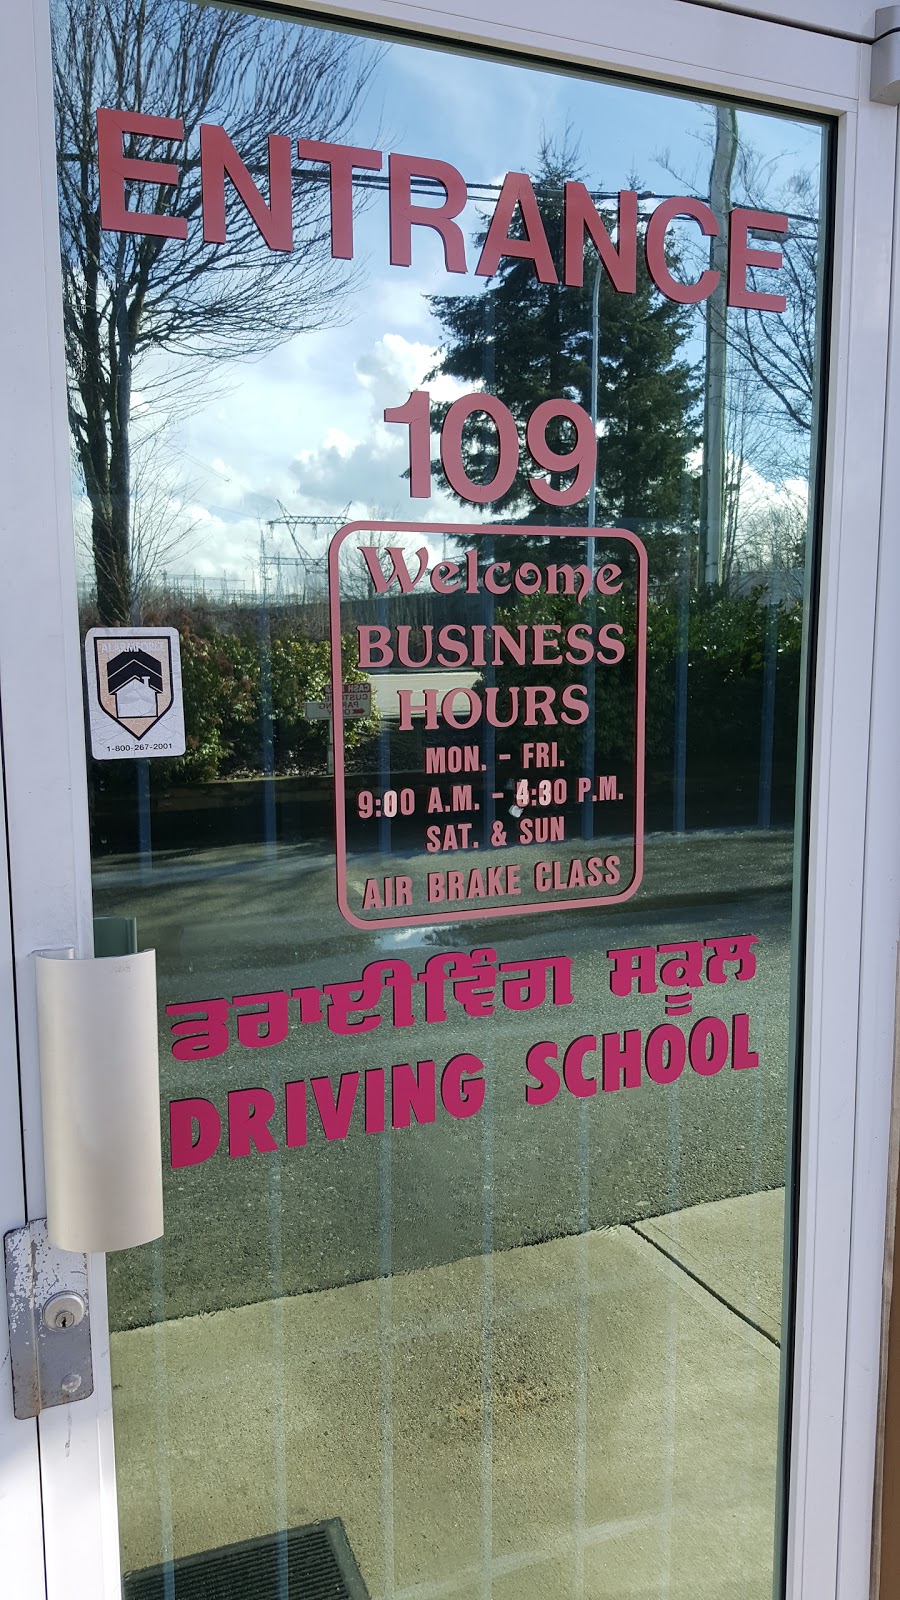 ENTRANCE
109
Welcome
BUSINESS
HOURS
MON. - FRI.
9:00 A.M. - 4:30 P.M.
SAT. & SUN
AIR BRAKE CLASS
ਡਰਾਈਵਿੰਗ ਸਕੂਲ
DRIVING SCHOOL
ALARMFORCE
1-800-267-2001